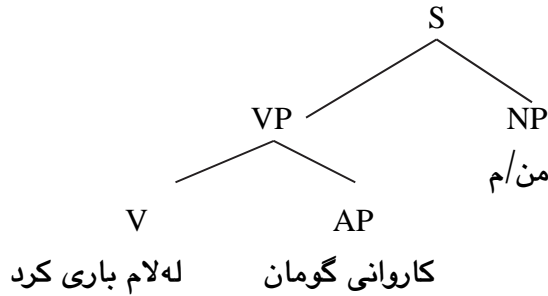 S
VP NP
من/م
V AP
کاروانی گومان لەلام باری کرد